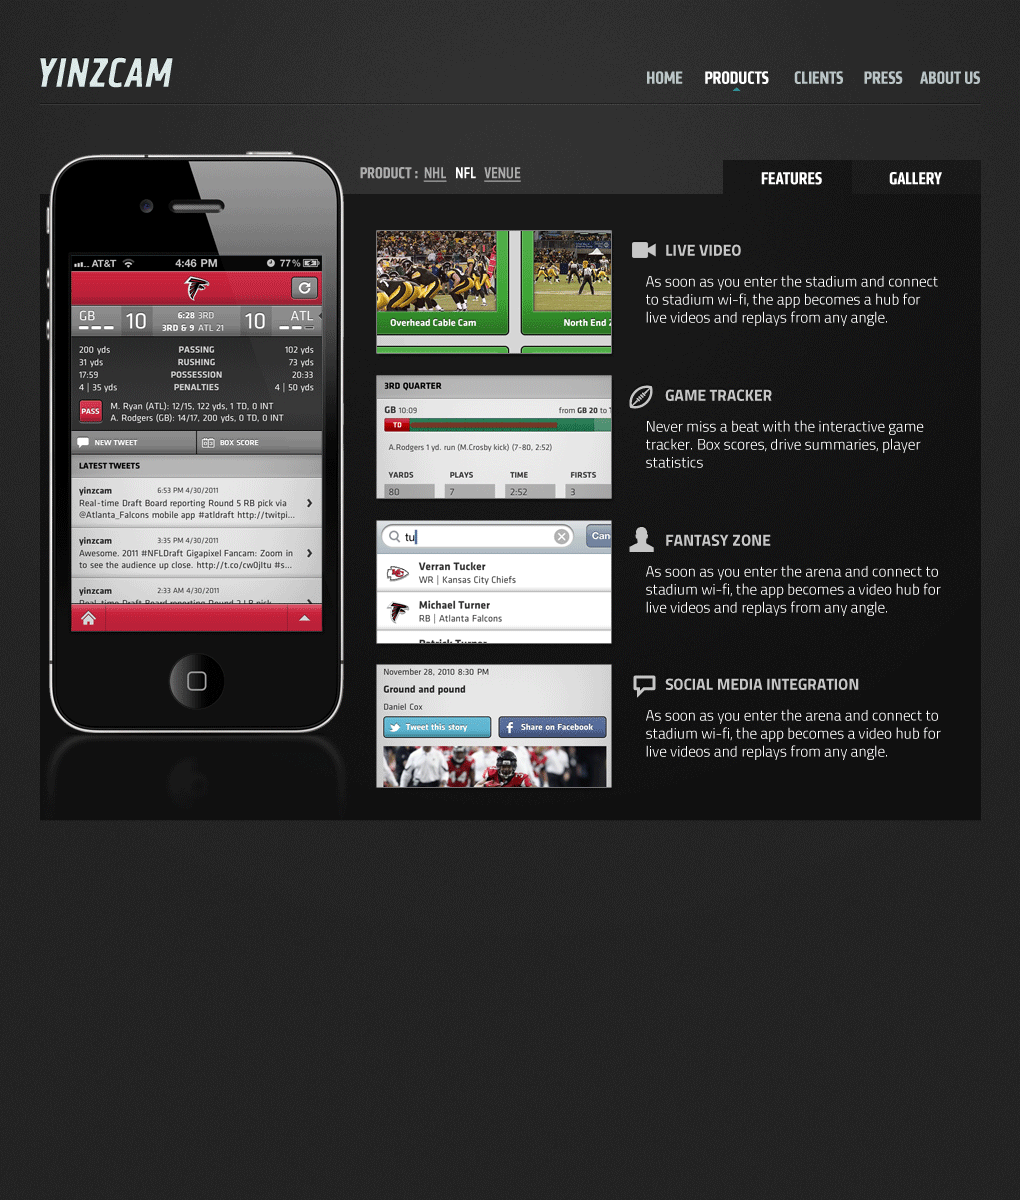 YINZCAM
HOME PRODUCTS CLIENTS PRESS ABOUT US
PRODUCT : NHL NFL VENUE
FEATURES GALLERY
AT&T 4:46 PM 77%
GB 10 6:28 3RD 10 ATL
3RD & 9 ATL 21
200 yds PASSING 102 yds
31 yds RUSHING 73 yds
17:59 POSSESSION 20:33
4 | 35 yds PENALTIES 4 | 50 yds
PASS
M. Ryan (ATL): 12/15, 122 yds, 1 TD, 0 INT
A. Rodgers (GB): 14/17, 200 yds, 0 TD, 0 INT
NEW TWEET BOX SCORE
LATEST TWEETS
yinzcam 6:53 PM 4/30/2011
Real-time Draft Board reporting Round 5 RB pick via
@Atlanta_Falcons mobile app #atldraft http://twitpi...
yinzcam 3:35 PM 4/30/2011
Awesome. 2011 #NFLDraft Gigapixel Fancam: Zoom in
to see the audience up close. http://t.co/cw0jltu #s...
yinzcam 2:33 AM 4/30/2011
Real-time Draft Board reporting Round 2 LB pick
Overhead Cable Cam North End Z
LIVE VIDEO
As soon as you enter the stadium and connect
to stadium wi-fi, the app becomes a hub for
live videos and replays from any angle.
3RD QUARTER
GB 10:09 from GB 20 to 1
TD
A.Rodgers 1 yd. run (M.Crosby kick) (7-80, 2:52)
YARDS PLAYS TIME FIRSTS
80 7 2:52 3
GAME TRACKER
Never miss a beat with the interactive game
tracker. Box scores, drive summaries, player
statistics
tu Can
Verran Tucker
WR | Kansas City Chiefs
Michael Turner
RB | Atlanta Falcons
Patrick Turner
FANTASY ZONE
As soon as you enter the arena and connect to
stadium wi-fi, the app becomes a video hub for
live videos and replays from any angle.
November 28, 2010 8:30 PM
Ground and pound
Daniel Cox
Tweet this story Share on Facebook
SOCIAL MEDIA INTEGRATION
As soon as you enter the arena and connect to
stadium wi-fi, the app becomes a video hub for
live videos and replays from any angle.